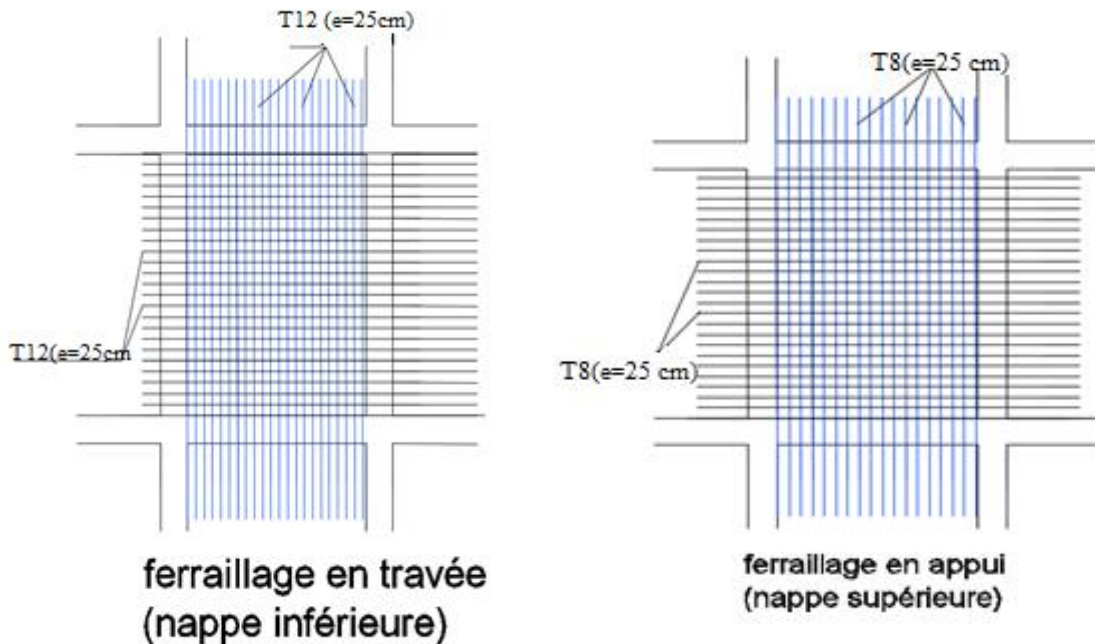 T12 (e=25cm)
T12(e=25cm
ferraillage en travée
(nappe inférieure)
T8(e=25 cm)
T8(e=25 cm)
ferraillage en appui
(nappe supérieure)